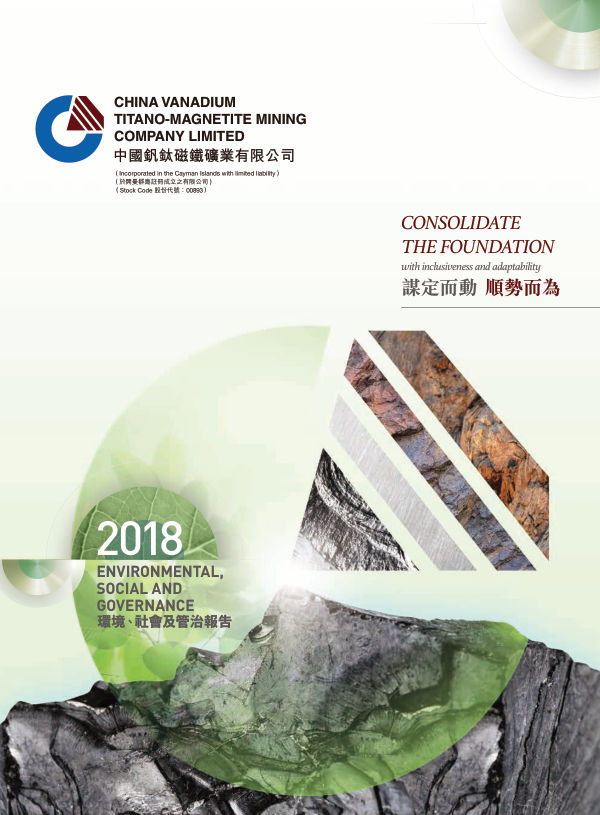 CHINA VANADIUM
TITANO-MAGNETITE MINING
COMPANY LIMITED
中國釩鈦磁鐵礦業有限公司
(Incorporated in the Cayman Islands with limited liability)
(於開曼群島註冊成立之有限公司)
(Stock Code 股份代號：00893)
CONSOLIDATE
THE FOUNDATION
with inclusiveness and adaptability
謀定而動 順勢而為
2018
ENVIRONMENTAL,
SOCIAL AND
GOVERNANCE
環境、社會及管治報告